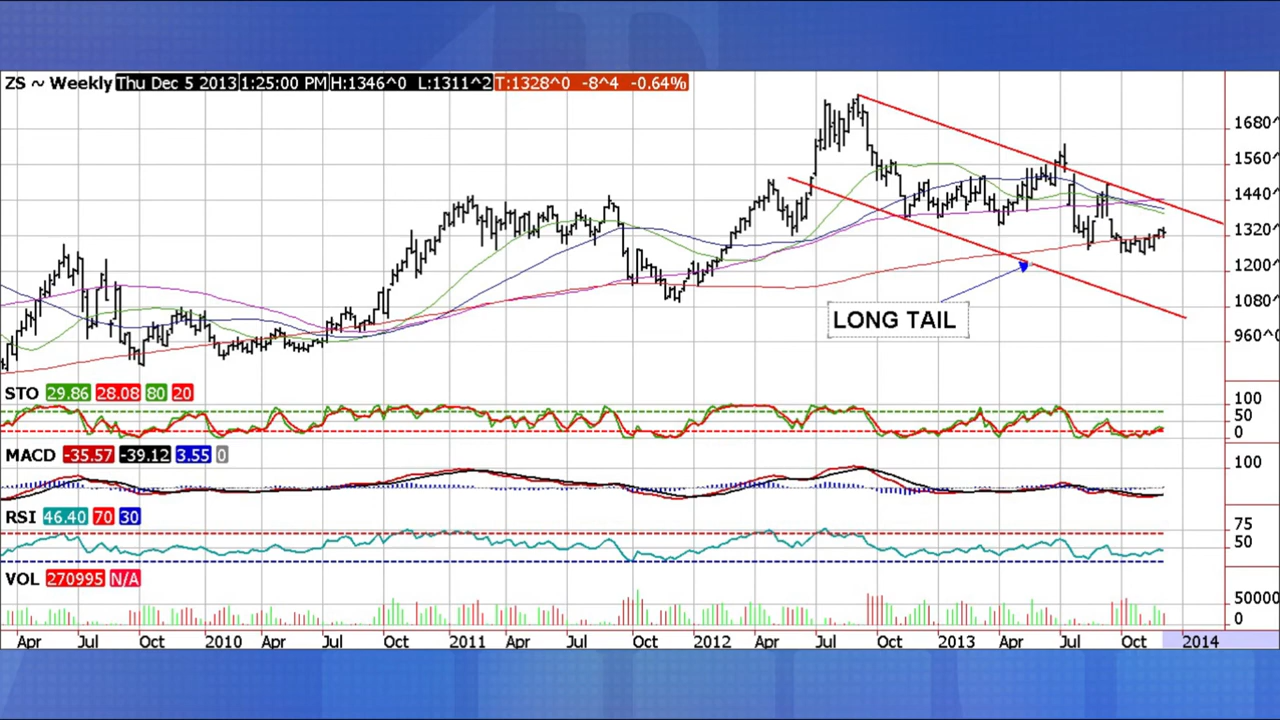 ZS ~ Weekly Thu Dec 5 2013 1:25:00 PM H:1346^0 L:1311^2 T:1328^0 -8^4 -0.64%
1680^
1560^
1440^
1320^
1200^
1080^
960^0
LONG TAIL
STO 29.86 28.08 80 20
100
50
0
MACD -35.57 -39.12 3.55 0
100
RSI 46.40 70 30
75
50
VOL 270995 N/A
50000
0
Apr Jul Oct 2010 Apr Jul Oct 2011 Apr Jul Oct 2012 Apr Jul Oct 2013 Apr Jul Oct 2014